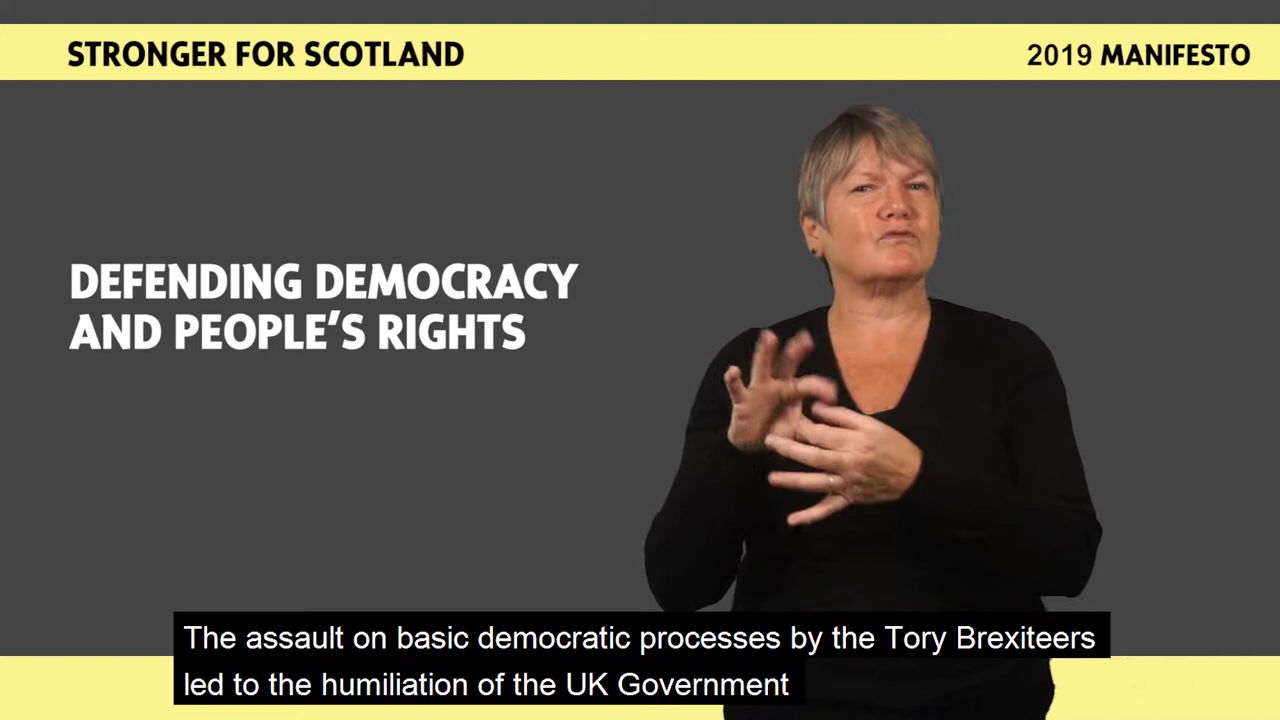 STRONGER FOR SCOTLAND
2019 MANIFESTO
DEFENDING DEMOCRACY
AND PEOPLE'S RIGHTS
The assault on basic democratic processes by the Tory Brexiteers
led to the humiliation of the UK Government